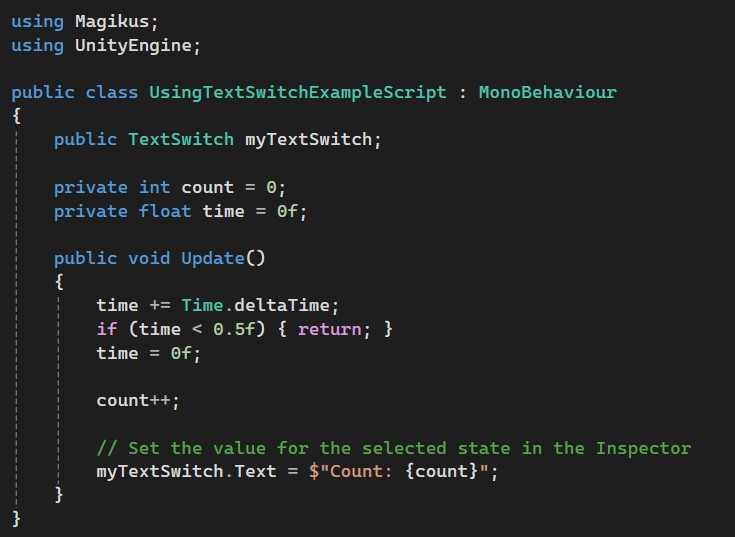 using Magikus;
using UnityEngine;

public class UsingTextSwitchExampleScript : MonoBehaviour
{
    public TextSwitch myTextSwitch;

    private int count = 0;
    private float time = 0f;

    public void Update()
    {
        time += Time.deltaTime;
        if (time < 0.5f) { return; }
        time = 0f;

        count++;

        // Set the value for the selected state in the Inspector
        myTextSwitch.Text = $"Count: {count}";
    }
}